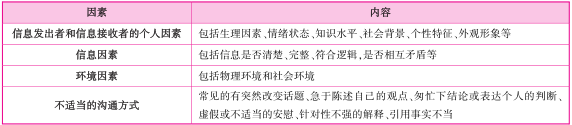 因素 内容
信息发出者和信息接收者的个人因素 包括生理因素、情绪状态、知识水平、社会背景、个性特征、外观形象等
信息因素 包括信息是否清楚、完整、符合逻辑,是否相互矛盾等
环境因素 包括物理环境和社会环境
不适当的沟通方式 常见的有突然改变话题、急于陈述自己的观点、匆忙下结论或表达个人的判断、
虚假或不适当的安慰、针对性不强的解释、引用事实不当